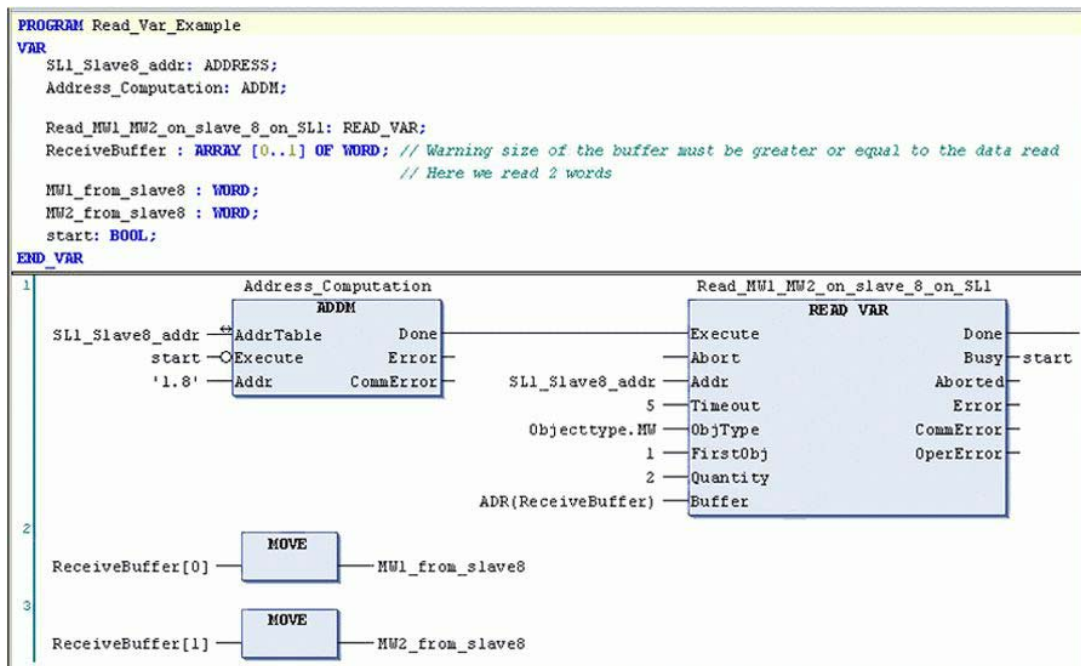 PROGRAM Read_Var_Example
VAR
SL1_Slave8_addr: ADDRESS;
Address_Computation: ADDM;
Read_MW1_MW2_on_slave_8_on_SL1: READ_VAR;
ReceiveBuffer : ARRAY [0..1] OF WORD; // Warning size of the buffer must be greater or equal to the data read
// Here we read 2 words
MW1_from_slave8 : WORD;
MW2_from_slave8 : WORD;
start: BOOL;
END_VAR
1
Address_Computation
ADDM
SL1_Slave8_addr AddrTable Done
start Execute Error
'1.8' Addr CommError
Read_MW1_MW2_on_slave_8_on_SL1
READ_VAR
Execute Done
Abort Busy start
SL1_Slave8_addr Addr Aborted
5 Timeout Error
Objecttype.MW ObjType CommError
1 FirstObj OperError
2 Quantity
ADR(ReceiveBuffer) Buffer
2
MOVE
ReceiveBuffer[0] MW1_from_slave8
3
MOVE
ReceiveBuffer[1] MW2_from_slave8